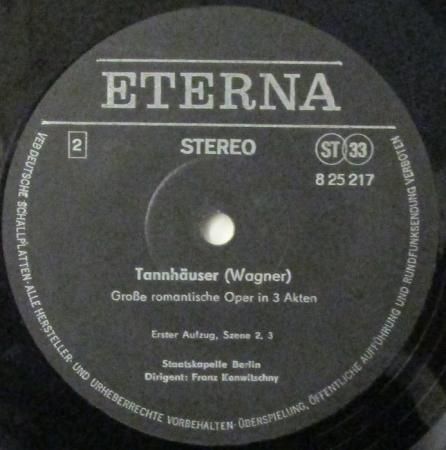 ETERNA
2
STEREO
ST 33
8 25 217
Tannhäuser (Wagner)
Große romantische Oper in 3 Akten
Erster Aufzug, Szene 2, 3
Staatskapelle Berlin
Dirigent: Franz Konwitschny
VEB DEUTSCHE SCHALLPLATTEN · ALLE HERSTELLER- UND URHEBERRECHTE VORBEHALTEN · ÜBERSPIELUNG, ÖFFENTLICHE AUFFÜHRUNG UND RUNDFUNKSENDUNG VERBOTEN